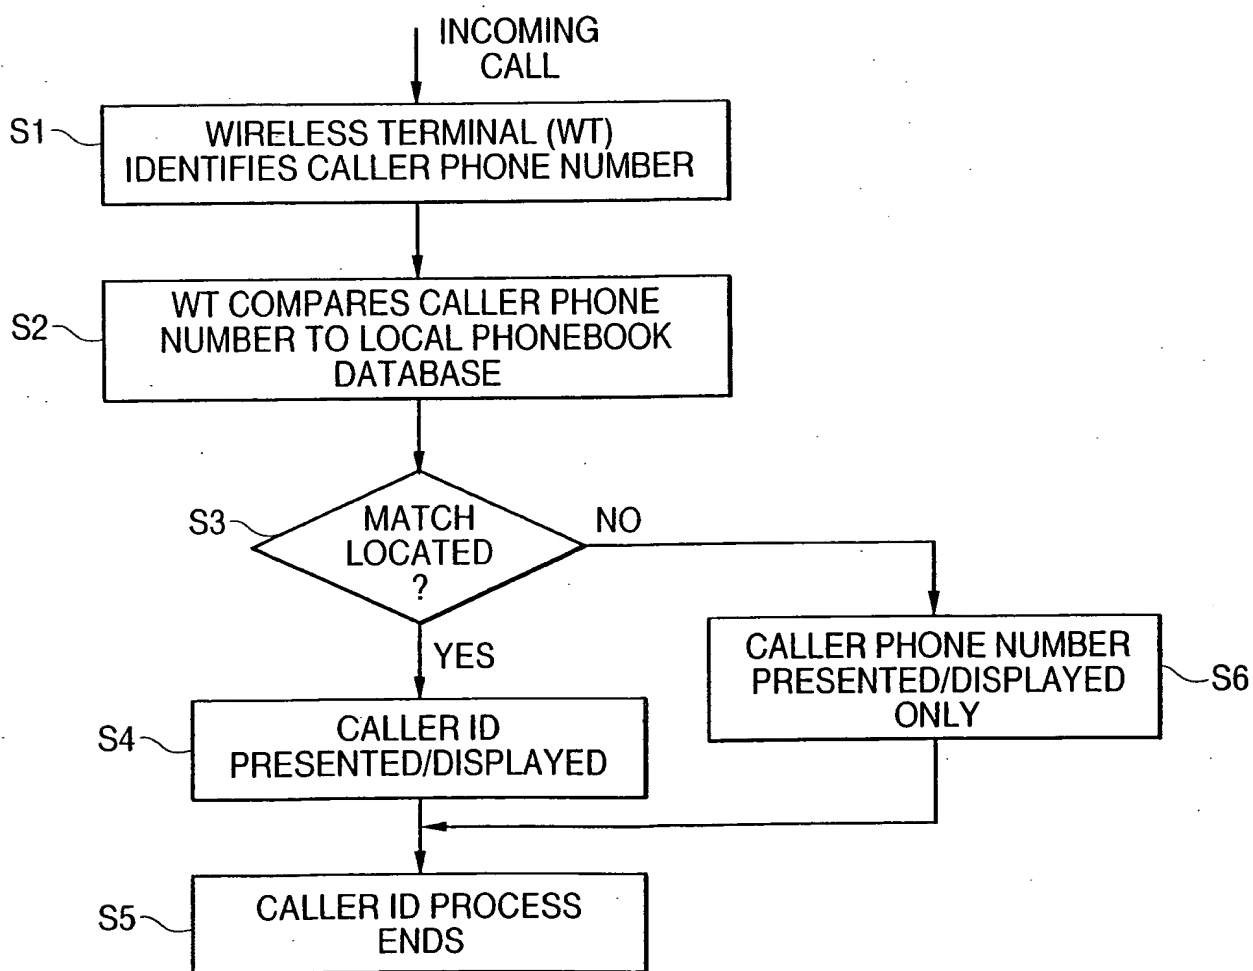 INCOMING
CALL
S1
WIRELESS TERMINAL (WT)
IDENTIFIES CALLER PHONE NUMBER
S2
WT COMPARES CALLER PHONE
NUMBER TO LOCAL PHONEBOOK
DATABASE
S3
MATCH
LOCATED
?
NO
YES
CALLER PHONE NUMBER
PRESENTED/DISPLAYED
ONLY
S6
S4
CALLER ID
PRESENTED/DISPLAYED
S5
CALLER ID PROCESS
ENDS